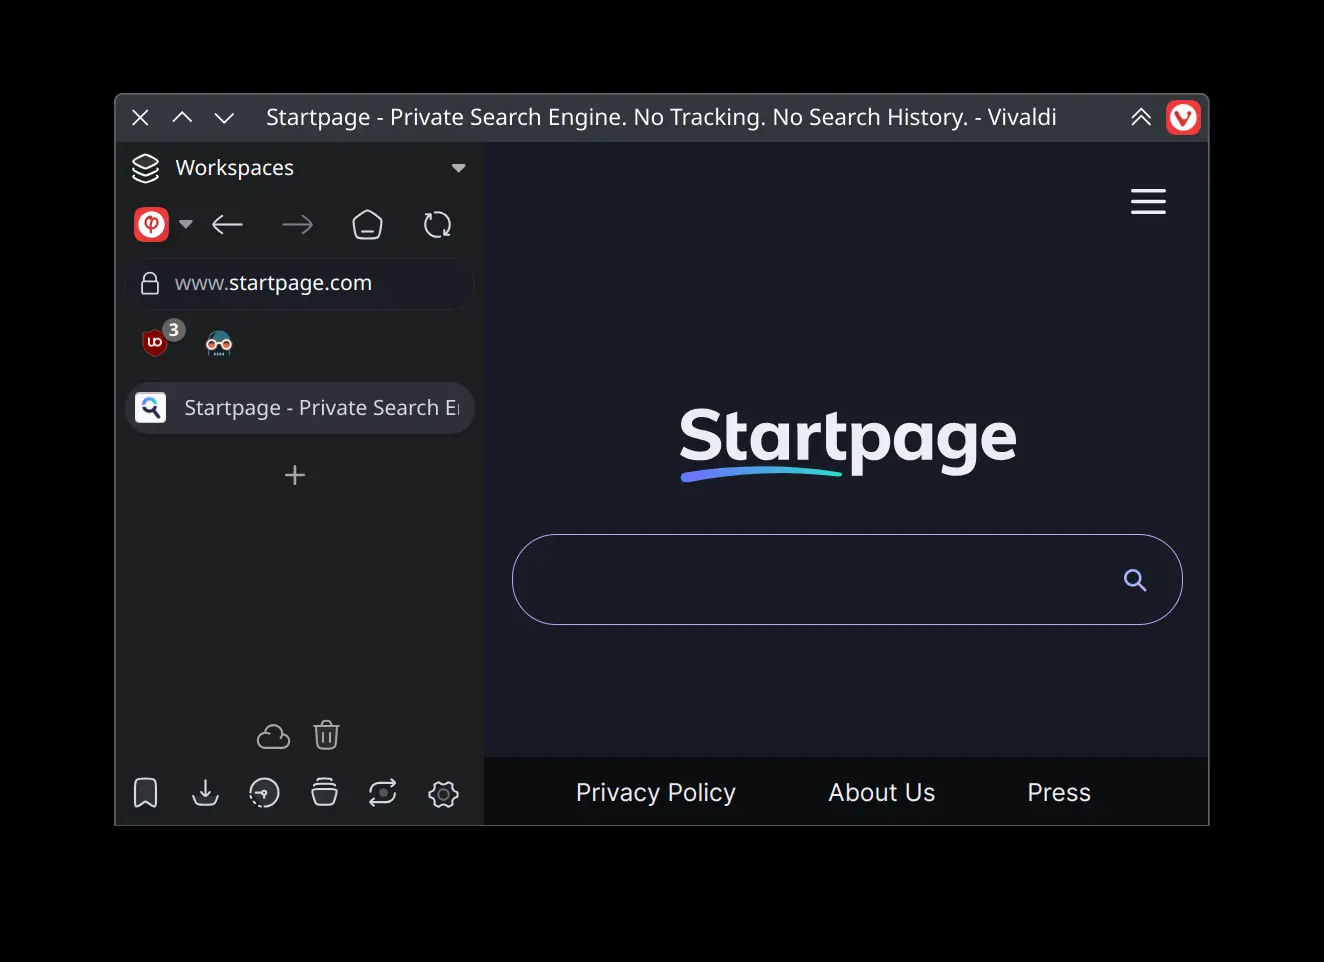 Startpage - Private Search Engine. No Tracking. No Search History. - Vivaldi
Workspaces
www.startpage.com
3
Startpage - Private Search E
Startpage
Privacy Policy
About Us
Press